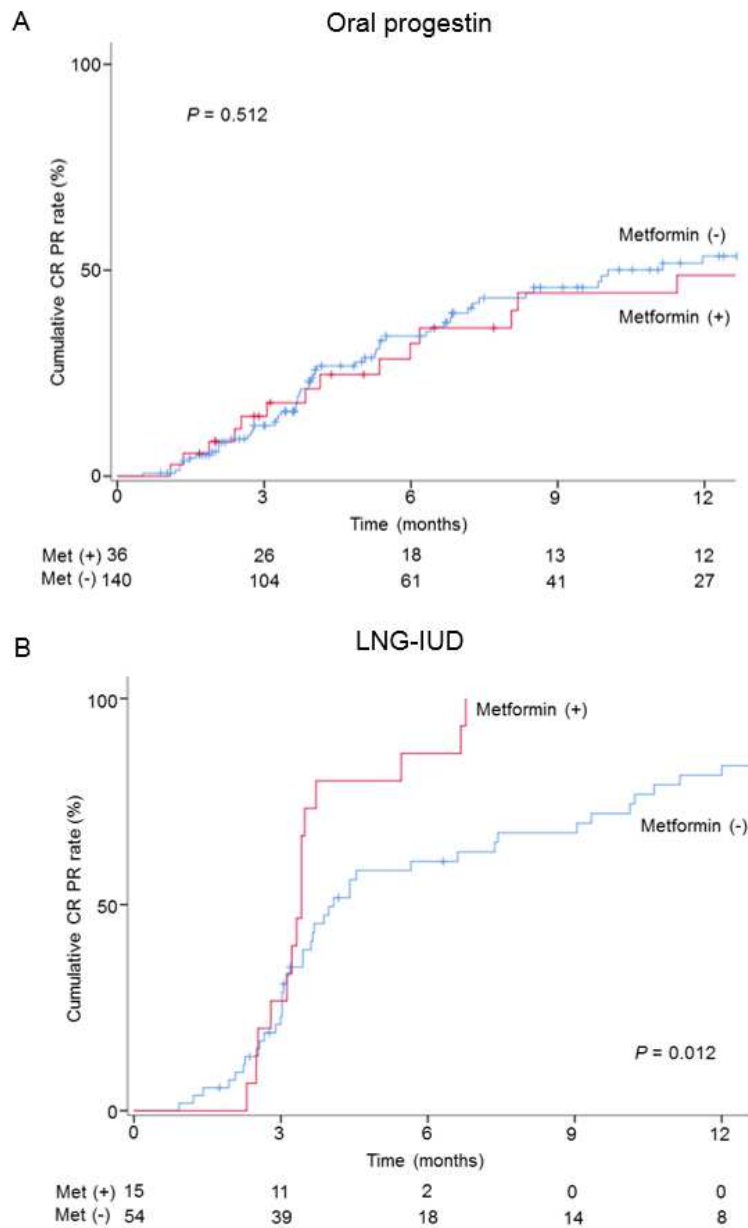 A
Oral progestin
100
P = 0.512
Cumulative CR PR rate (%)
Metformin (-)
50
Metformin (+)
0
0 3 6 9 12
Time (months)
Met (+) 36 26 18 13 12
Met (-) 140 104 61 41 27
B
LNG-IUD
100
Metformin (+)
Cumulative CR PR rate (%)
Metformin (-)
50
P = 0.012
0
0 3 6 9 12
Time (months)
Met (+) 15 11 2 0 0
Met (-) 54 39 18 14 8